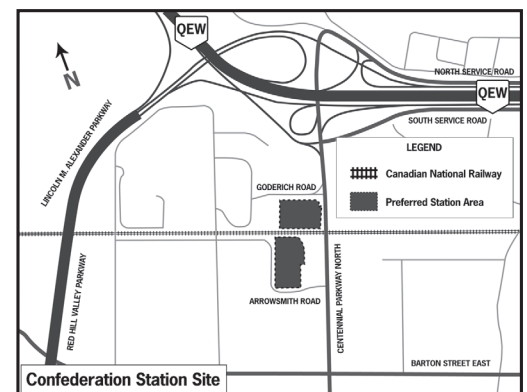 QEW
N
NORTH SERVICE ROAD
QEW
LINCOLN M. ALEXANDER PARKWAY
SOUTH SERVICE ROAD
LEGEND
Canadian National Railway
Preferred Station Area
GODERICH ROAD
RED HILL VALLEY PARKWAY
CENTENNIAL PARKWAY NORTH
ARROWSMITH ROAD
BARTON STREET EAST
Confederation Station Site